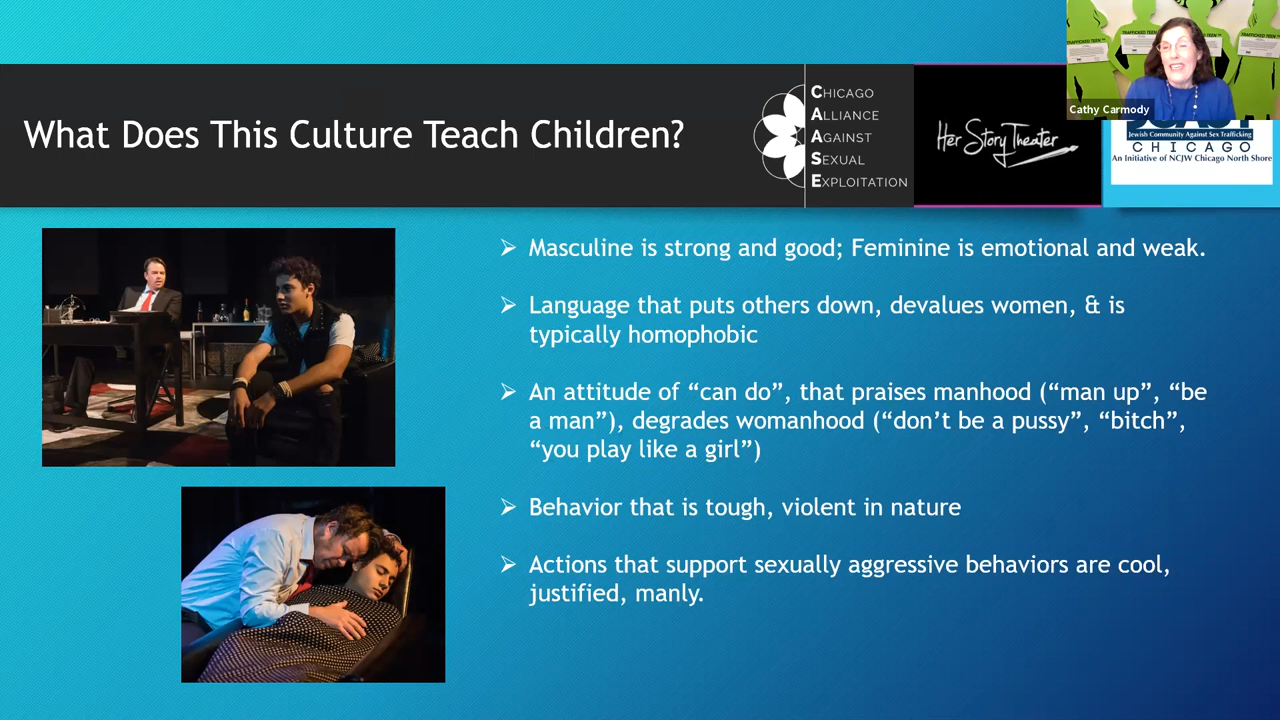 What Does This Culture Teach Children?
CHICAGO
ALLIANCE
AGAINST
SEXUAL
EXPLOITATION
Her Story Theater
TRAFFICKED TEEN
Cathy Carmody
Jewish Community Against Sex Trafficking
CHICAGO
An Initiative of NCJW Chicago North Shore
➢ Masculine is strong and good; Feminine is emotional and weak.
➢ Language that puts others down, devalues women, & is
typically homophobic
➢ An attitude of “can do”, that praises manhood (“man up”, “be
a man”), degrades womanhood (“don’t be a pussy”, “bitch”,
“you play like a girl”)
➢ Behavior that is tough, violent in nature
➢ Actions that support sexually aggressive behaviors are cool,
justified, manly.